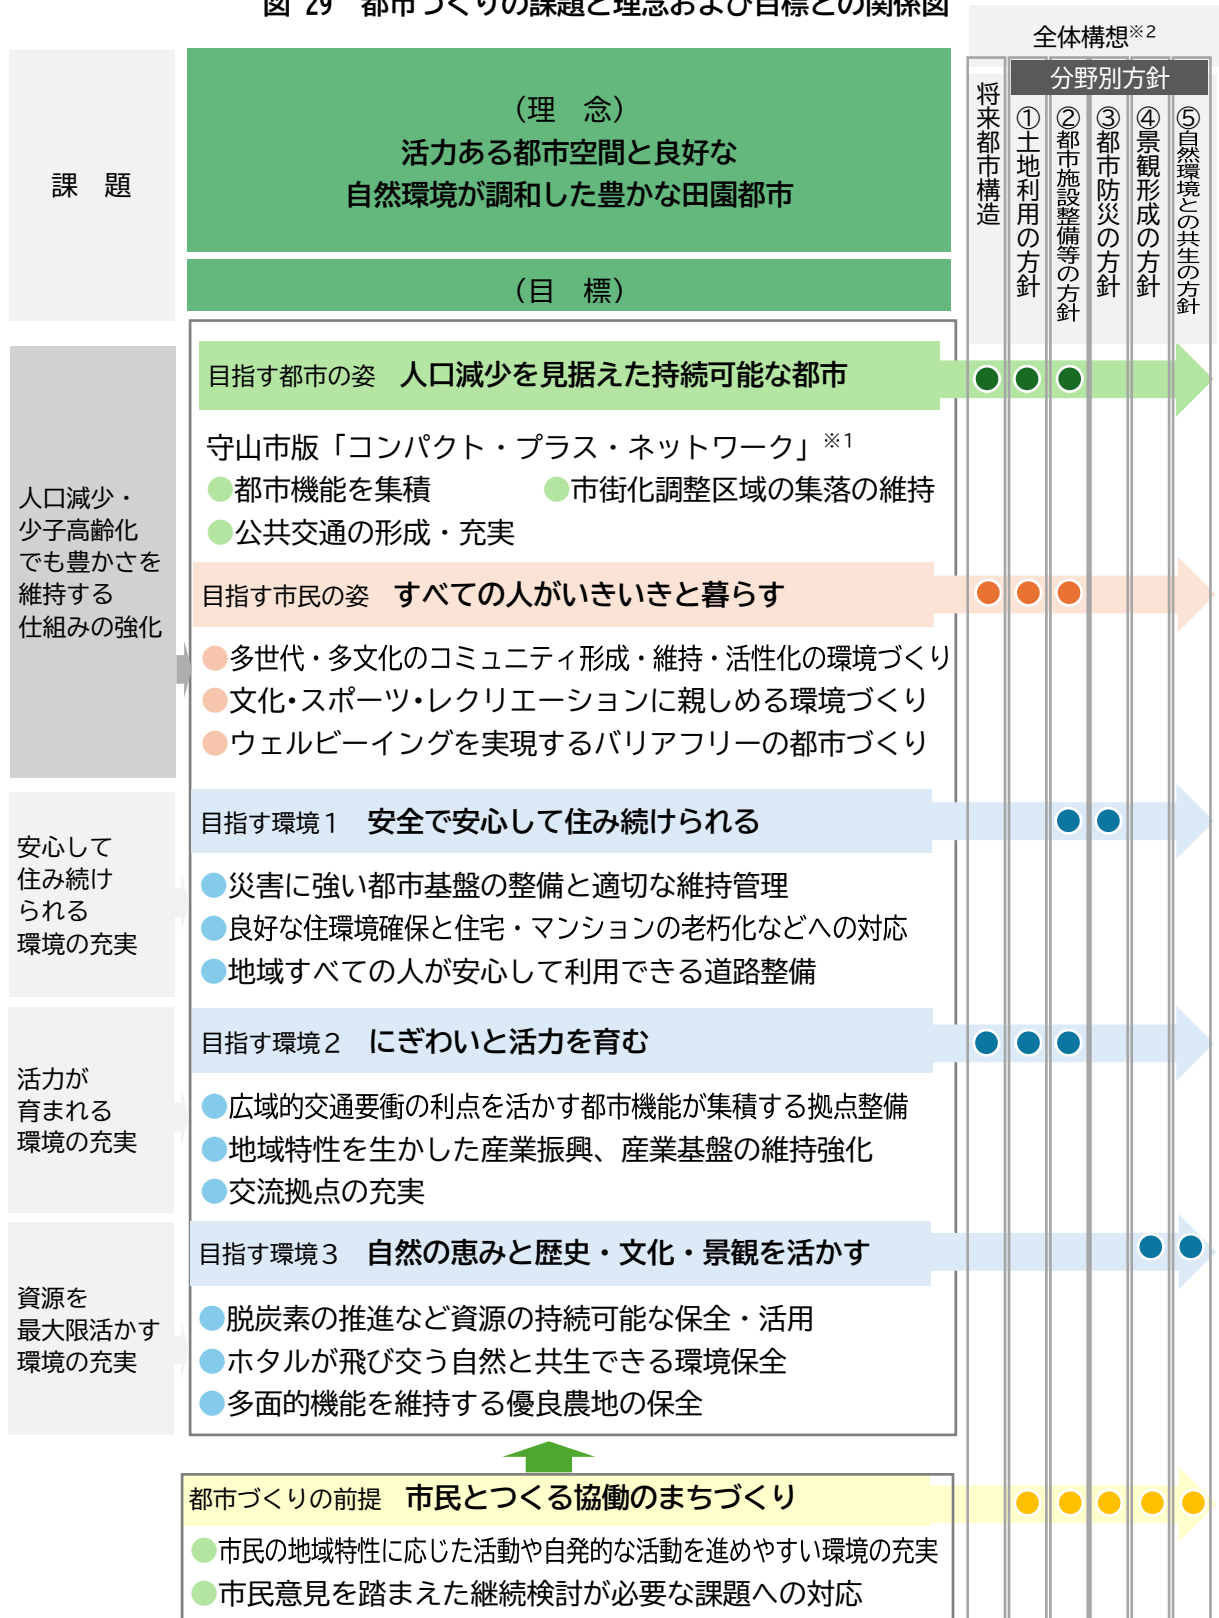 図 29 都市づくりの課題と理念および目標との関係図
全体構想※2
分野別方針
将来都市構造
①土地利用の方針
②都市施設整備等の方針
③都市防災の方針
④景観形成の方針
⑤自然環境との共生の方針
課 題
(理 念)
活力ある都市空間と良好な
自然環境が調和した豊かな田園都市
(目 標)
人口減少・
少子高齢化
でも豊かさを
維持する
仕組みの強化
目指す都市の姿 人口減少を見据えた持続可能な都市
守山市版「コンパクト・プラス・ネットワーク」※1
●都市機能を集積 ●市街化調整区域の集落の維持
●公共交通の形成・充実
目指す市民の姿 すべての人がいきいきと暮らす
●多世代・多文化のコミュニティ形成・維持・活性化の環境づくり
●文化・スポーツ・レクリエーションに親しめる環境づくり
●ウェルビーイングを実現するバリアフリーの都市づくり
安心して
住み続け
られる
環境の充実
目指す環境1 安全で安心して住み続けられる
●災害に強い都市基盤の整備と適切な維持管理
●良好な住環境確保と住宅・マンションの老朽化などへの対応
●地域すべての人が安心して利用できる道路整備
活力が
育まれる
環境の充実
目指す環境2 にぎわいと活力を育む
●広域的交通要衝の利点を活かす都市機能が集積する拠点整備
●地域特性を生かした産業振興、産業基盤の維持強化
●交流拠点の充実
資源を
最大限活かす
環境の充実
目指す環境3 自然の恵みと歴史・文化・景観を活かす
●脱炭素の推進など資源の持続可能な保全・活用
●ホタルが飛び交う自然と共生できる環境保全
●多面的機能を維持する優良農地の保全
都市づくりの前提 市民とつくる協働のまちづくり
●市民の地域特性に応じた活動や自発的な活動を進めやすい環境の充実
●市民意見を踏まえた継続検討が必要な課題への対応